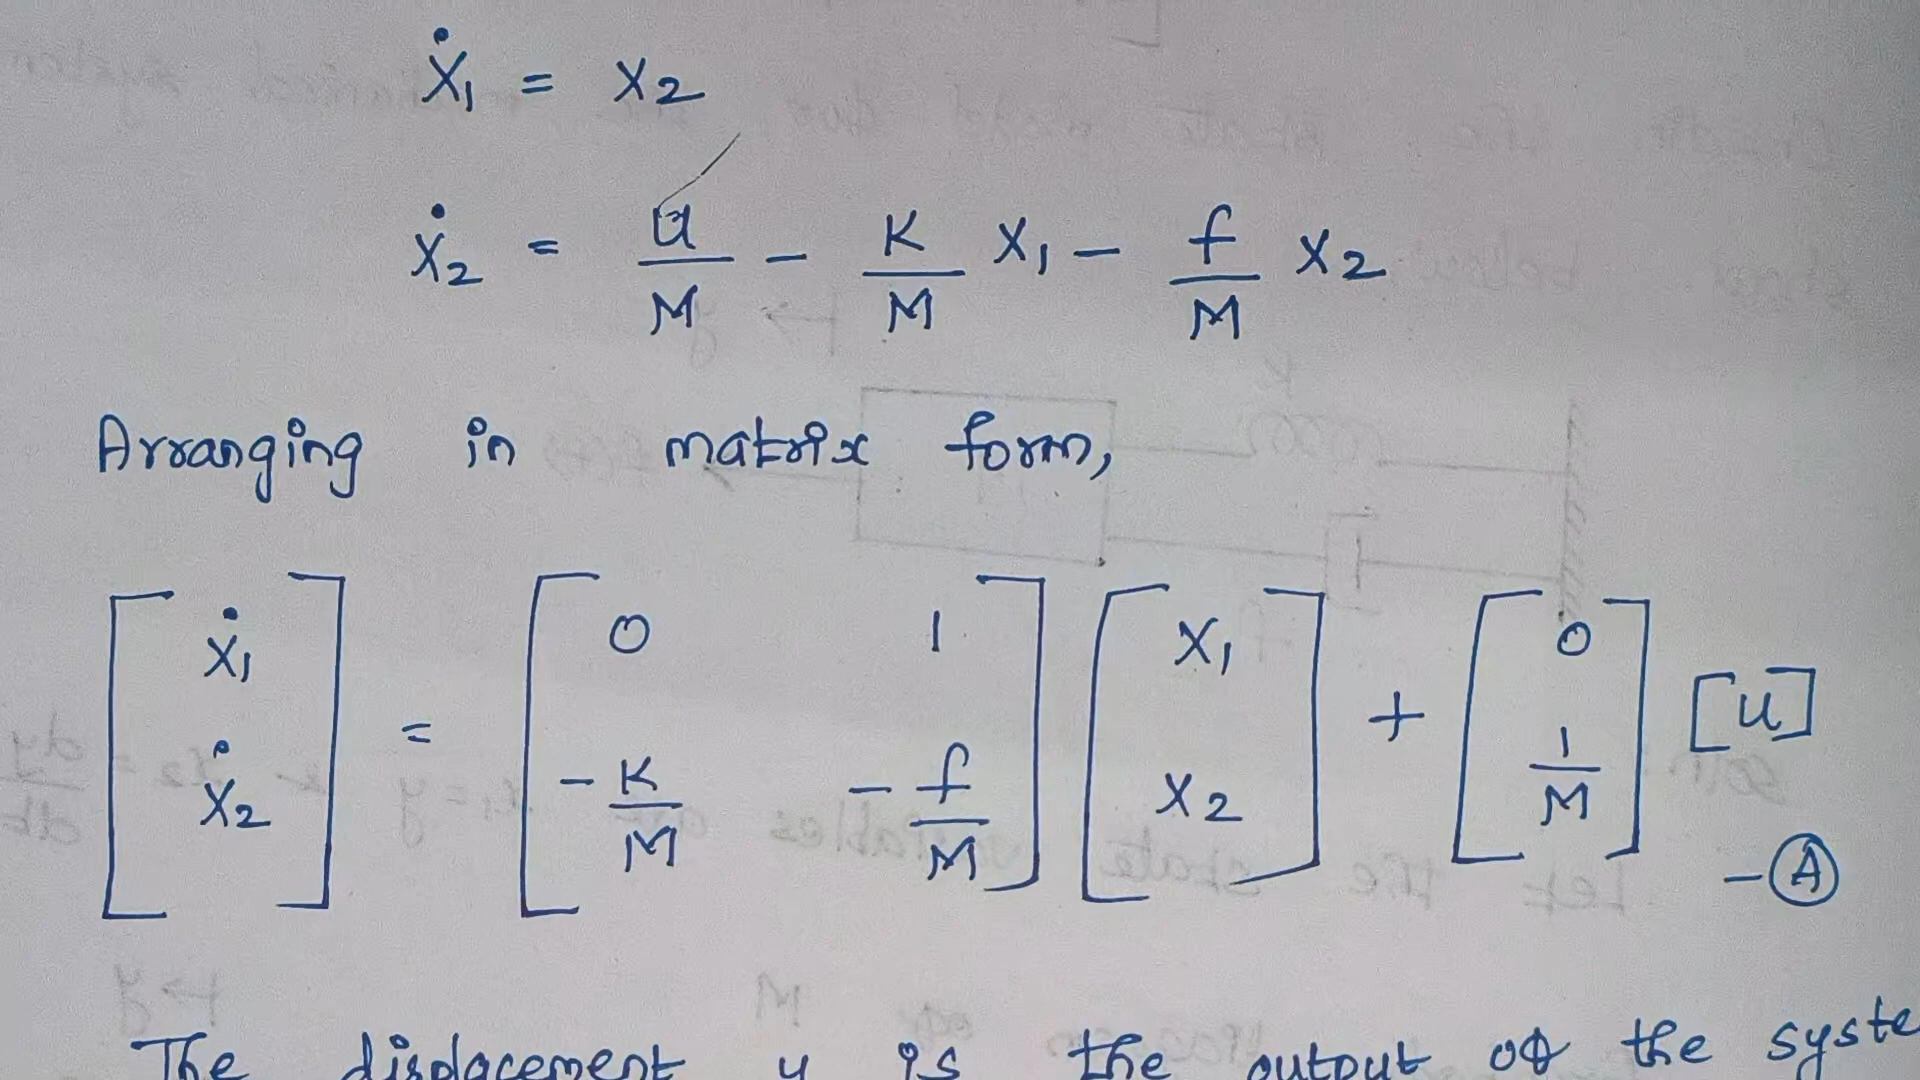 Ẋ₁ = X₂
Ẋ₂ = u/M - K/M X₁ - f/M X₂
Arranging in matrix form,
[Ẋ₁ Ẋ₂] = [0 1 -K/M -f/M] [X₁ X₂] + [0 1/M] [u]
- Ⓐ
The displacement y is the output of the syste